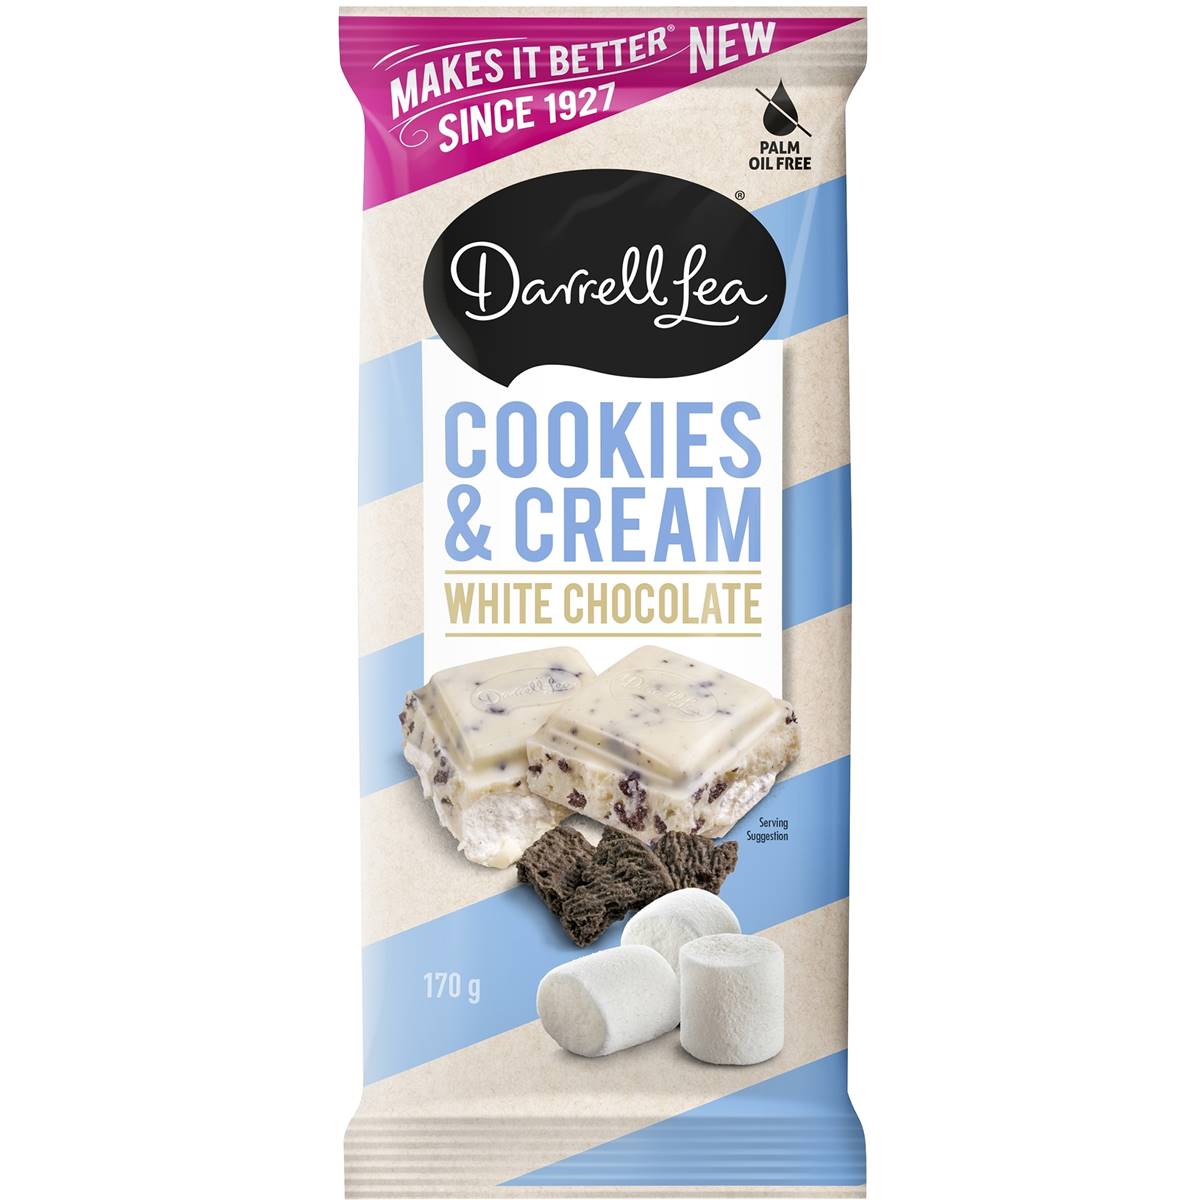 MAKES IT BETTER® NEW
SINCE 1927
PALM
OIL FREE
®
Darrell Lea
COOKIES
& CREAM
WHITE CHOCOLATE
Darrell Lea
Darrell Lea
Serving
Suggestion
170 g